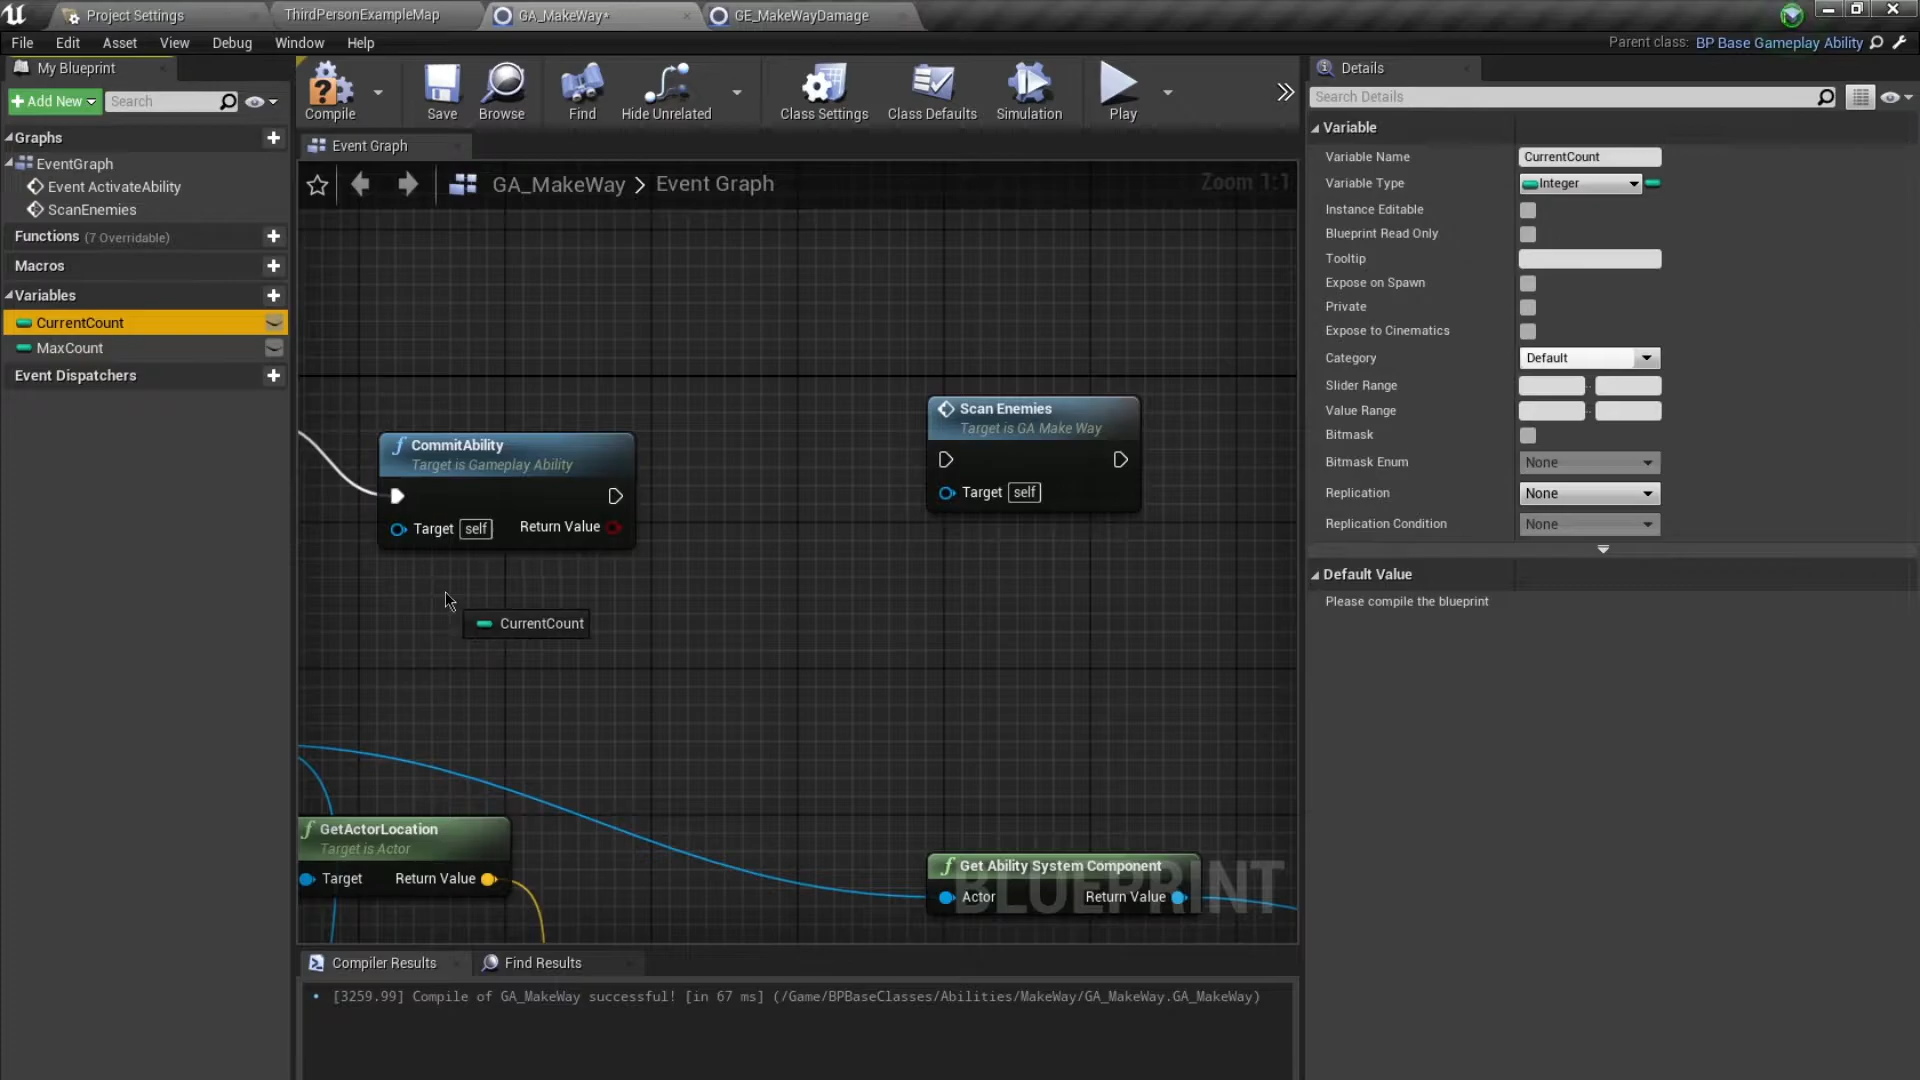 Project Settings
ThirdPersonExampleMap
GA_MakeWay*
GE_MakeWayDamage
File
Edit
Asset
View
Debug
Window
Help
Parent class: BP Base Gameplay Ability
My Blueprint
Add New
Search
Compile
Save
Browse
Find
Hide Unrelated
Class Settings
Class Defaults
Simulation
Play
Graphs
EventGraph
Event ActivateAbility
ScanEnemies
Functions (7 Overridable)
Macros
Variables
CurrentCount
MaxCount
Event Dispatchers
Event Graph
GA_MakeWay > Event Graph
Zoom 1:1
CommitAbility
Target is Gameplay Ability
Target self
Return Value
CurrentCount
Scan Enemies
Target is GA Make Way
Target self
GetActorLocation
Target is Actor
Target
Return Value
Get Ability System Component
Actor
Return Value
BLUEPRINT
Compiler Results
Find Results
[3259.99] Compile of GA_MakeWay successful! [in 67 ms] (/Game/BPBaseClasses/Abilities/MakeWay/GA_MakeWay.GA_MakeWay)
Details
Search Details
Variable
Variable Name CurrentCount
Variable Type Integer
Instance Editable
Blueprint Read Only
Tooltip
Expose on Spawn
Private
Expose to Cinematics
Category Default
Slider Range
Value Range
Bitmask
Bitmask Enum None
Replication None
Replication Condition None
Default Value
Please compile the blueprint